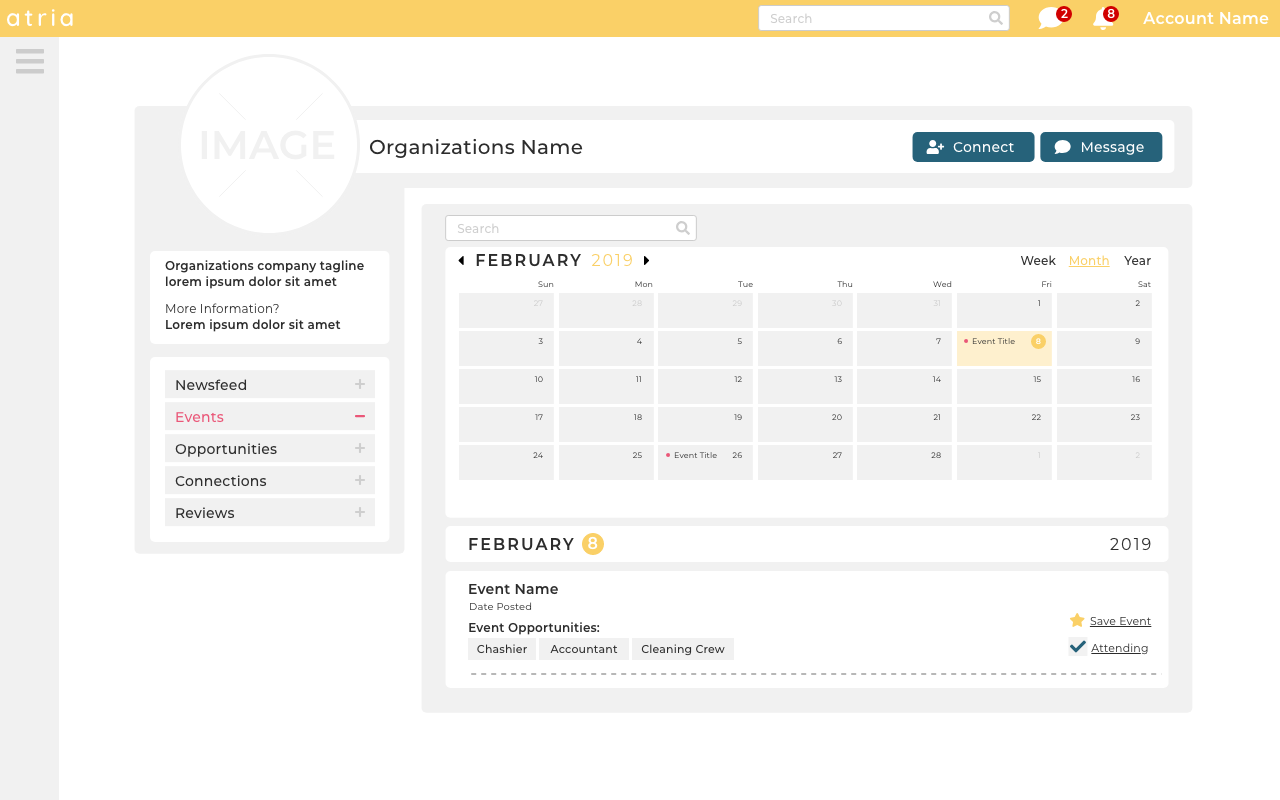 atria
Search
2
8
Account Name
IMAGE
Organizations Name
Connect
Message
Organizations company tagline
lorem ipsum dolor sit amet
More Information?
Lorem ipsum dolor sit amet
Newsfeed
Events
Opportunities
Connections
Reviews
Search
FEBRUARY 2019
Week Month Year
Sun Mon Tue Thu Wed Fri Sat
27 28 29 30 31 1 2
3 4 5 6 7 Event Title 8 9
10 11 12 13 14 15 16
17 18 19 20 21 22 23
24 25 Event Title 26 27 28 1 2
FEBRUARY 8 2019
Event Name
Date Posted
Event Opportunities:
Chashier Accountant Cleaning Crew
Save Event
Attending